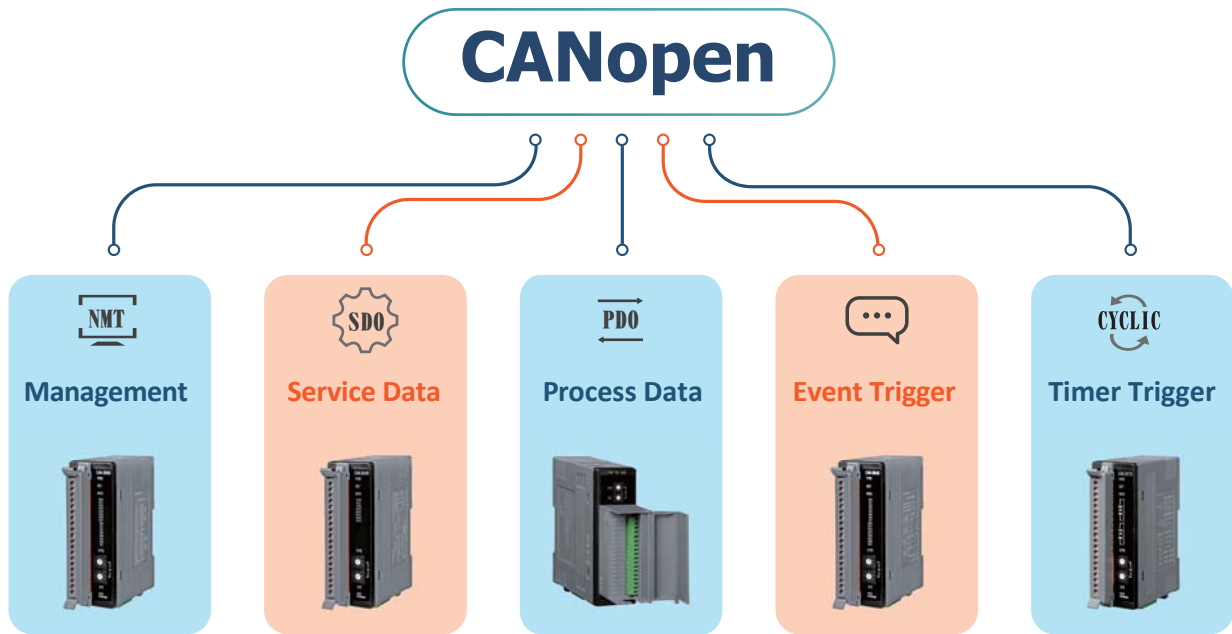 CANopen
NMT
Management
SDO
Service Data
PDO
Process Data
Event Trigger
CYCLIC
Timer Trigger